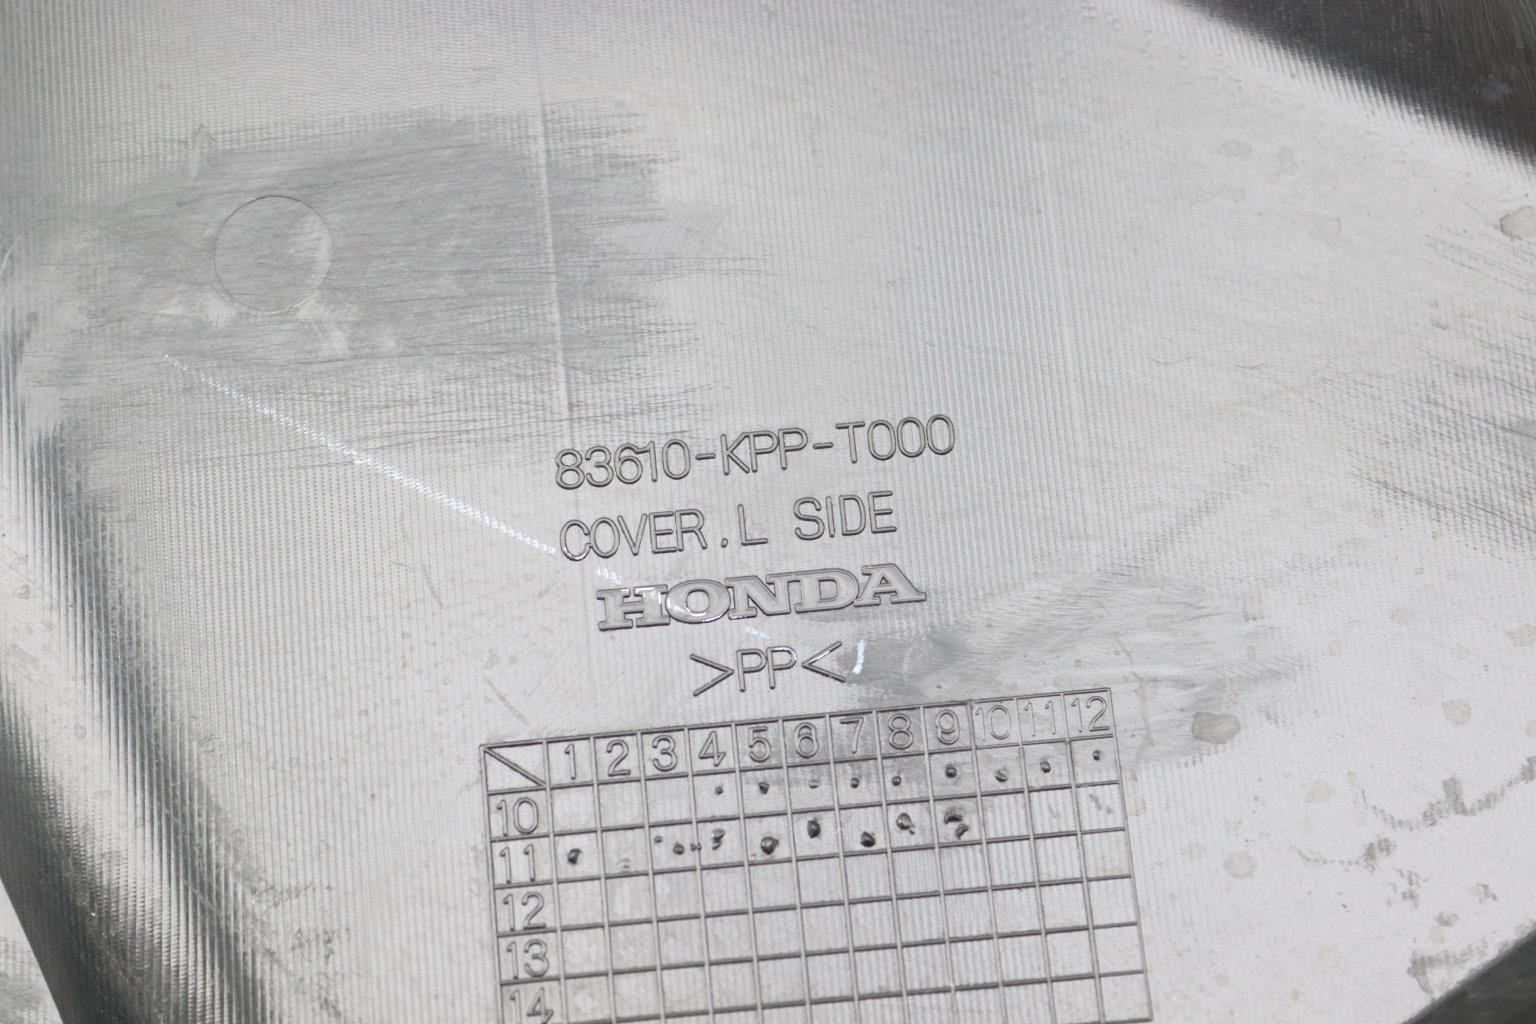 83610-KPP-T000
COVER.L SIDE
HONDA
>PP<
1 2 3 4 5 6 7 8 9 10 11 12
10
11
12
13
14